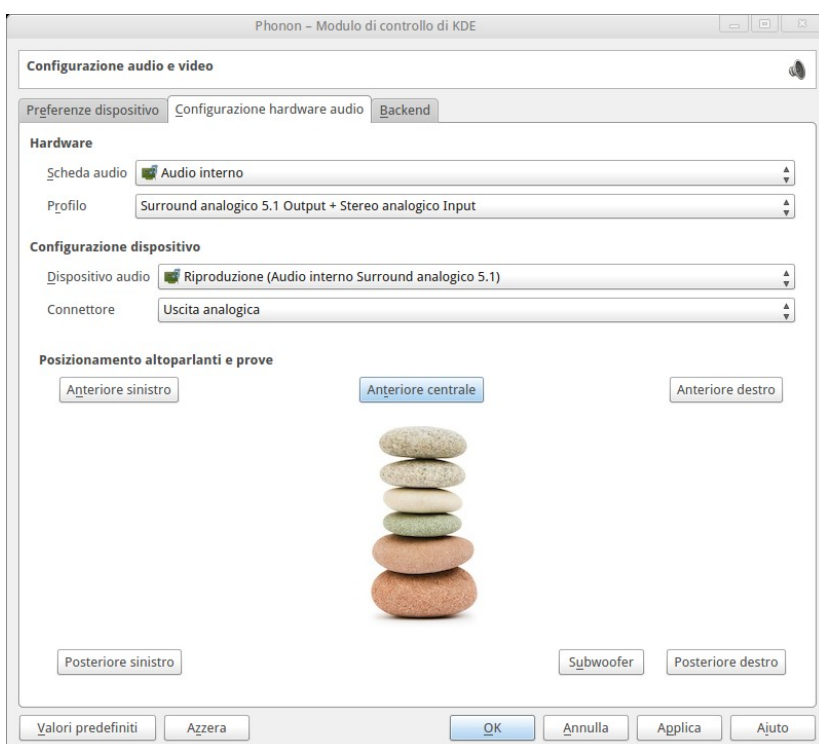 Phonon – Modulo di controllo di KDE
Configurazione audio e video
Preferenze dispositivo Configurazione hardware audio Backend
Hardware
Scheda audio Audio interno
Profilo Surround analogico 5.1 Output + Stereo analogico Input
Configurazione dispositivo
Dispositivo audio Riproduzione (Audio interno Surround analogico 5.1)
Connettore Uscita analogica
Posizionamento altoparlanti e prove
Anteriore sinistro Anteriore centrale Anteriore destro
Posteriore sinistro Subwoofer Posteriore destro
Valori predefiniti Azzera OK Annulla Applica Aiuto